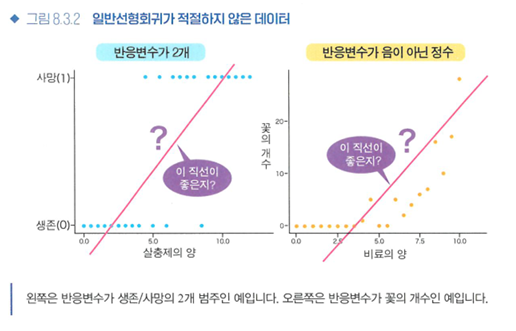 ◆ 그림 8.3.2 일반선형회귀가 적절하지 않은 데이터
반응변수가 2개
사망(1)
?
이 직선이
좋은지?
생존(0)
0.0 5.0 10.0
살충제의 양
반응변수가 음이 아닌 정수
꽃의 개수
20
10
0
?
이 직선이
좋은지?
0.0 2.5 5.0 7.5 10.0
비료의 양
왼쪽은 반응변수가 생존/사망의 2개 범주인 예입니다. 오른쪽은 반응변수가 꽃의 개수인 예입니다.